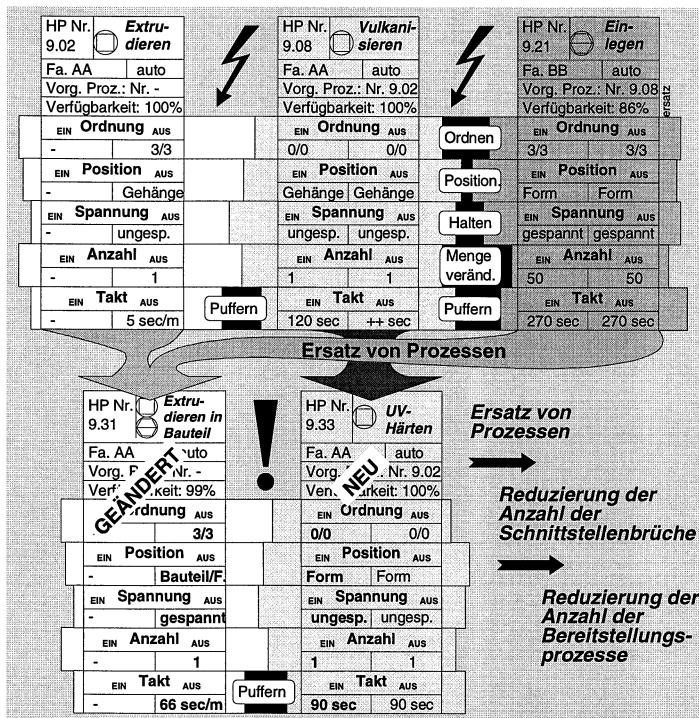 HP Nr. 9.02 Extru-
dieren
Fa. AA auto
Vorg. Proz.: Nr. -
Verfügbarkeit: 100%
EIN Ordnung AUS
- 3/3
EIN Position AUS
- Gehänge
EIN Spannung AUS
- ungesp.
EIN Anzahl AUS
- 1
EIN Takt AUS
- 5 sec/m
Puffern
HP Nr. 9.08 Vulkani-
sieren
Fa. AA auto
Vorg. Proz.: Nr. 9.02
Verfügbarkeit: 100%
EIN Ordnung AUS
0/0 0/0
EIN Position AUS
Gehänge Gehänge
EIN Spannung AUS
ungesp. ungesp.
EIN Anzahl AUS
1 1
EIN Takt AUS
120 sec ++ sec
Ordnen
Position.
Halten
Menge
veränd.
Puffern
HP Nr. 9.21 Ein-
legen
Fa. BB auto
Vorg. Proz.: Nr. 9.08
Verfügbarkeit: 86%
ersatz
EIN Ordnung AUS
3/3 3/3
EIN Position AUS
Form Form
EIN Spannung AUS
gespannt gespannt
EIN Anzahl AUS
50 50
EIN Takt AUS
270 sec 270 sec
Ersatz von Prozessen
HP Nr. 9.31 Extru-
dieren in
Bauteil
Fa. AA auto
Vorg. Nr. -
99%
GEÄNDERT
Ordnung AUS
3/3
EIN Position AUS
- Bauteil/F.
EIN Spannung AUS
- gespannt
EIN Anzahl AUS
- 1
EIN Takt AUS
- 66 sec/m
Puffern
!
HP Nr. 9.33 UV-
Härten
Fa. AA auto
Vorg. Nr. 9.02
100%
NEU
EIN Ordnung AUS
0/0 0/0
EIN Position AUS
Form Form
EIN Spannung AUS
ungesp. ungesp.
EIN Anzahl AUS
1 1
EIN Takt AUS
90 sec 90 sec
Ersatz von
Prozessen
Reduzierung der
Anzahl der
Schnittstellenbrüche
Reduzierung der
Anzahl der
Bereitstellungs-
prozesse